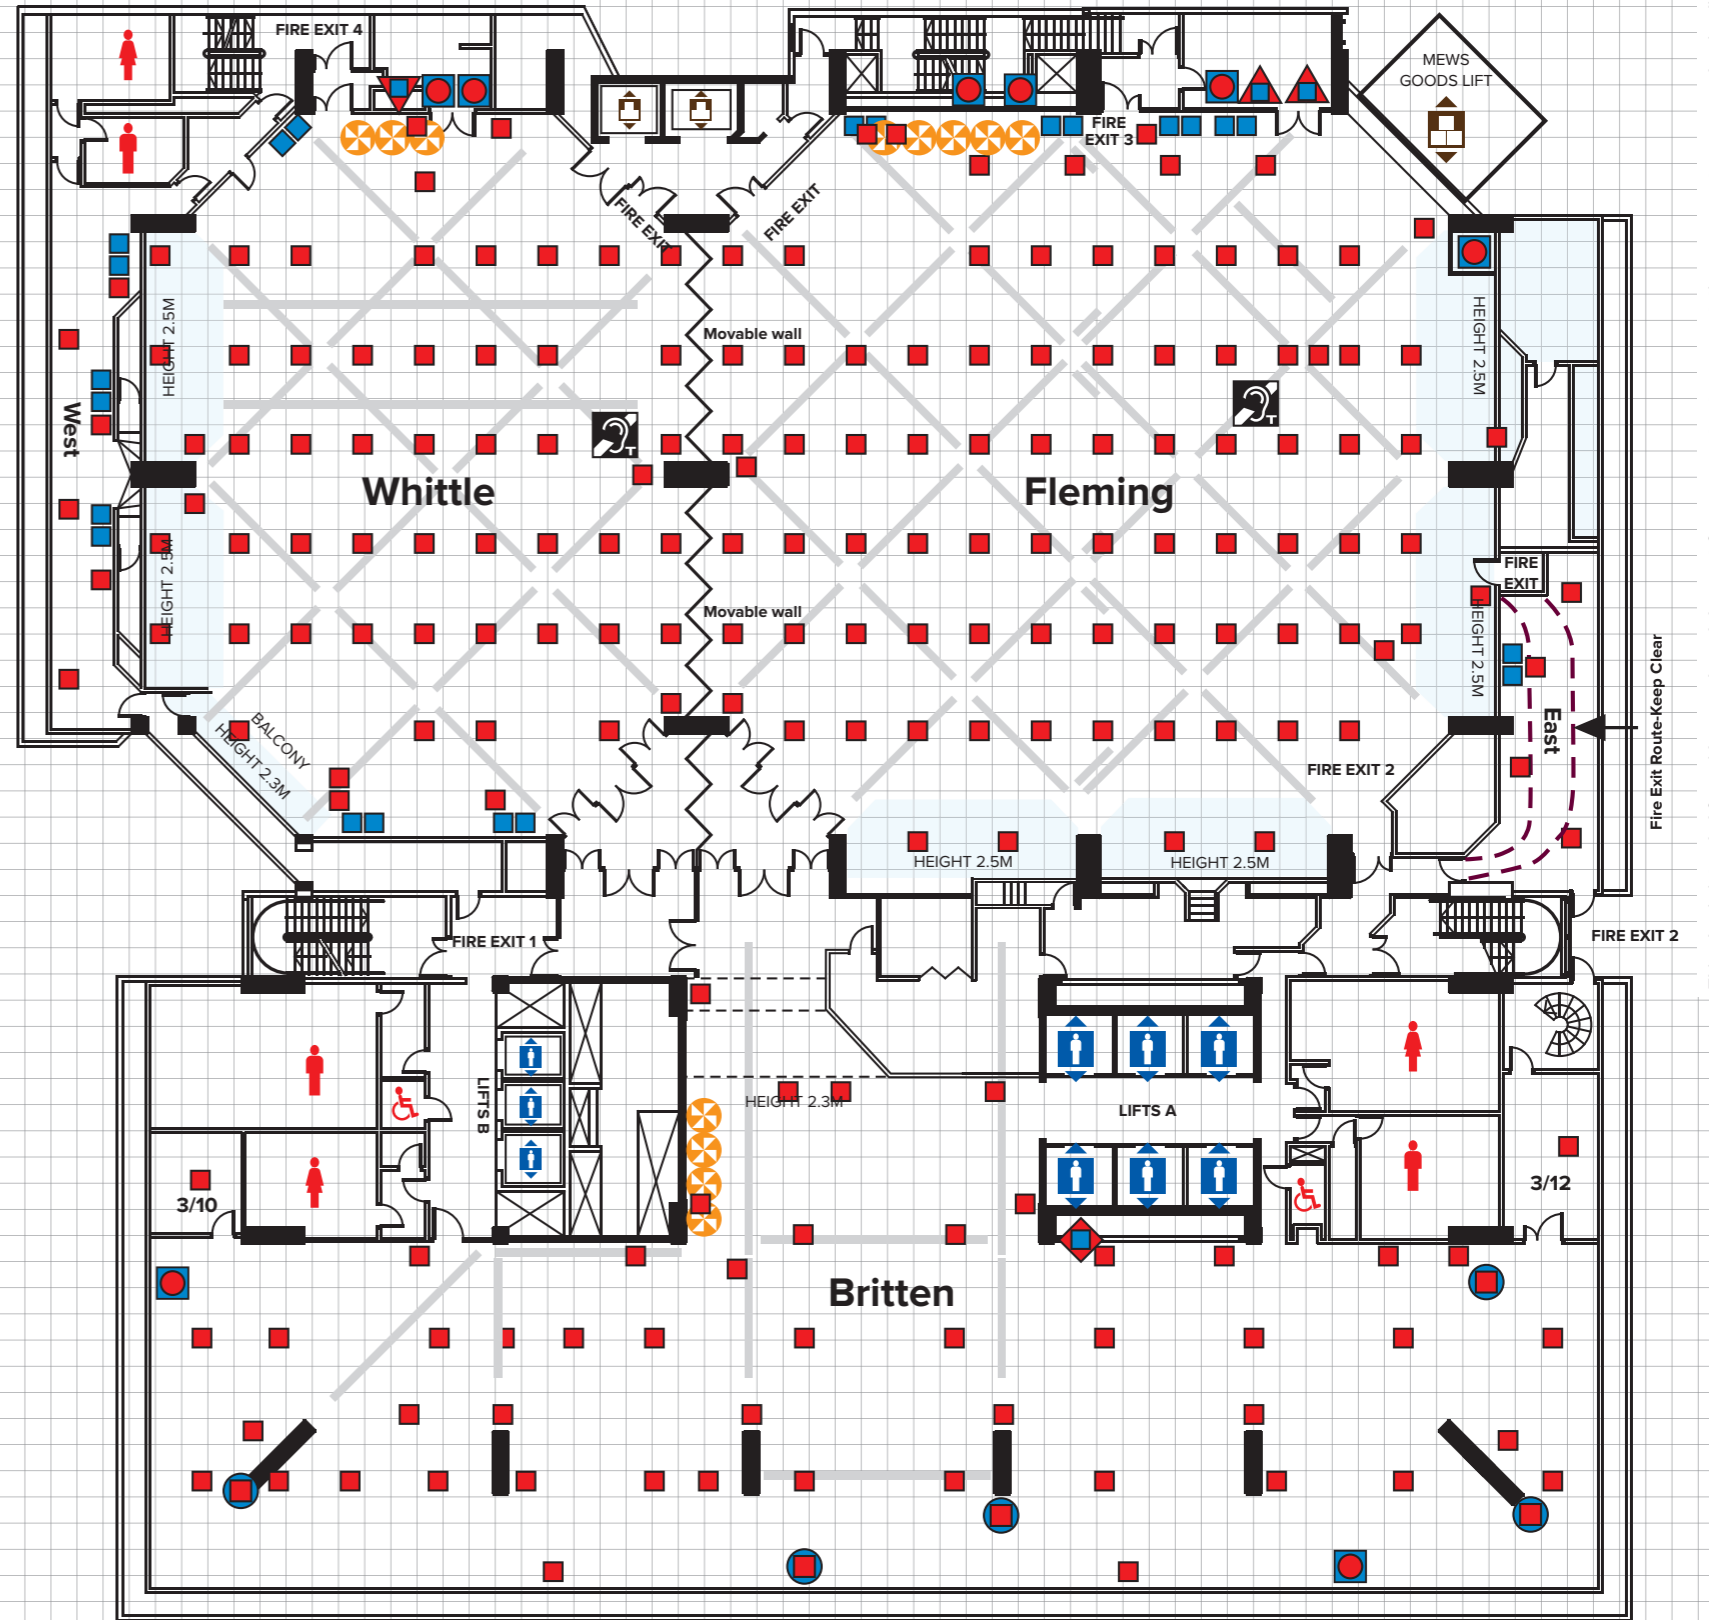 FIRE EXIT 4
MEWS
GOODS LIFT
FIRE
EXIT 3
FIRE EXIT
FIRE EXIT
HEIGHT 2.5M
Movable wall
HEIGHT 2.5M
West
T
T
Whittle
Fleming
HEIGHT 2.5M
FIRE
EXIT
Movable wall
HEIGHT 2.5M
Fire Exit Route-Keep Clear
East
BALCONY
HEIGHT 2.3M
FIRE EXIT 2
HEIGHT 2.5M
HEIGHT 2.5M
FIRE EXIT 1
FIRE EXIT 2
LIFTS B
HEIGHT 2.3M
LIFTS A
3/10
3/12
Britten